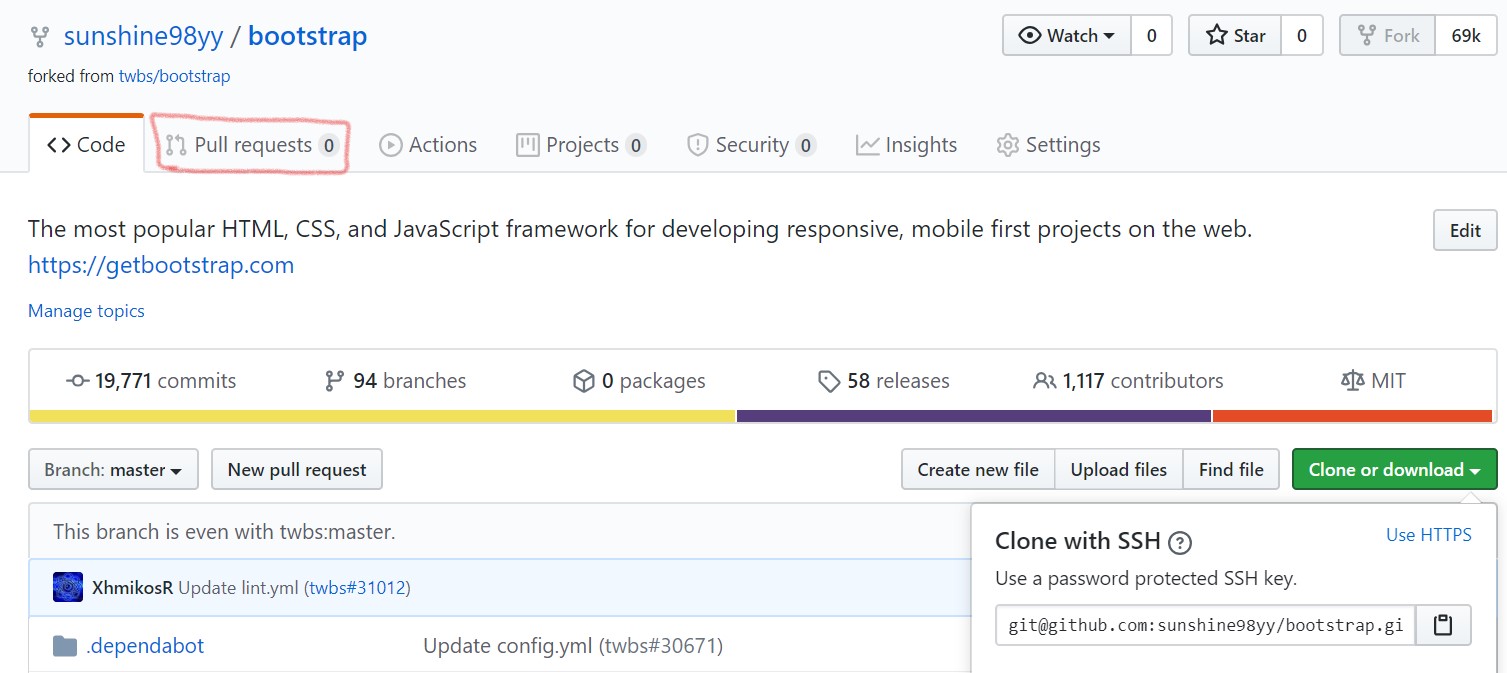 sunshine98yy / bootstrap
Watch 0 Star 0 Fork 69k
forked from twbs/bootstrap
Code Pull requests 0 Actions Projects 0 Security 0 Insights Settings
The most popular HTML, CSS, and JavaScript framework for developing responsive, mobile first projects on the web.
Edit
https://getbootstrap.com
Manage topics
19,771 commits 94 branches 0 packages 58 releases 1,117 contributors MIT
Branch: master New pull request Create new file Upload files Find file Clone or download
This branch is even with twbs:master.
XhmikosR Update lint.yml (twbs#31012)
.dependabot Update config.yml (twbs#30671)
Clone with SSH ? Use HTTPS
Use a password protected SSH key.
git@github.com:sunshine98yy/bootstrap.gi